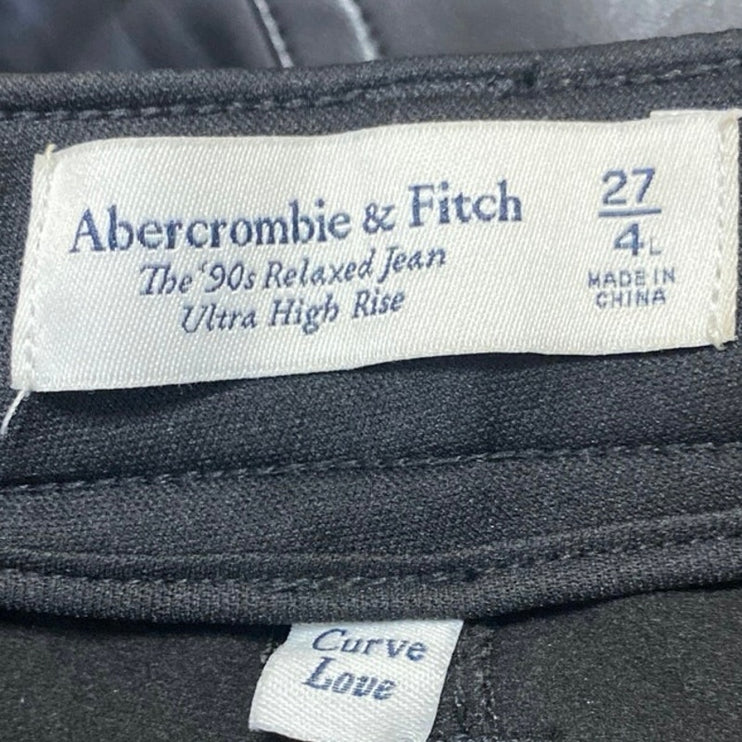 Abercrombie & Fitch
The '90s Relaxed Jean
Ultra High Rise
27
4L
MADE IN
CHINA
Curve
Love